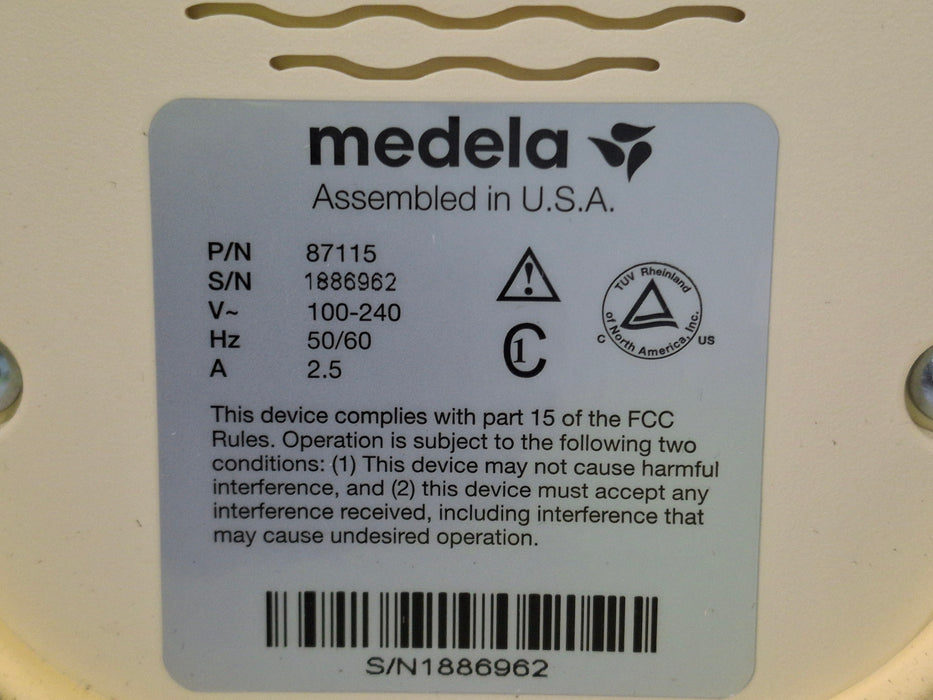 medela
Assembled in U.S.A.
P/N 87115
S/N 1886962
V~ 100-240
Hz 50/60
A 2.5
!
1C
TUV Rheinland
of North America, Inc.
C US
This device complies with part 15 of the FCC
Rules. Operation is subject to the following two
conditions: (1) This device may not cause harmful
interference, and (2) this device must accept any
interference received, including interference that
may cause undesired operation.
S/N1886962